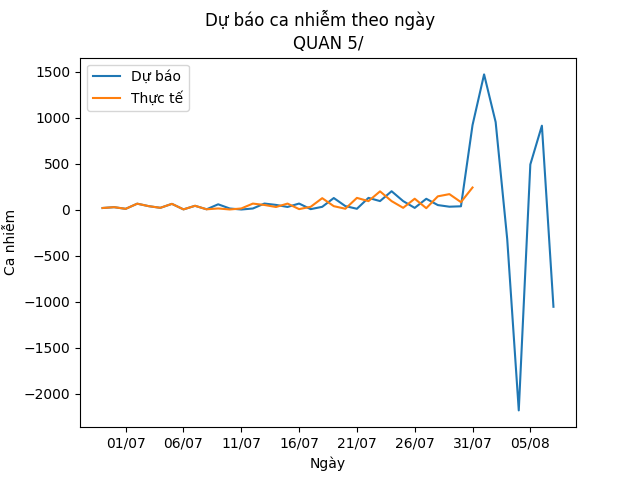 Dự báo ca nhiễm theo ngày
QUAN 5/
Dự báo
Thực tế
1500
1000
500
0
−500
−1000
−1500
−2000
Ca nhiễm
01/07 06/07 11/07 16/07 21/07 26/07 31/07 05/08
Ngày